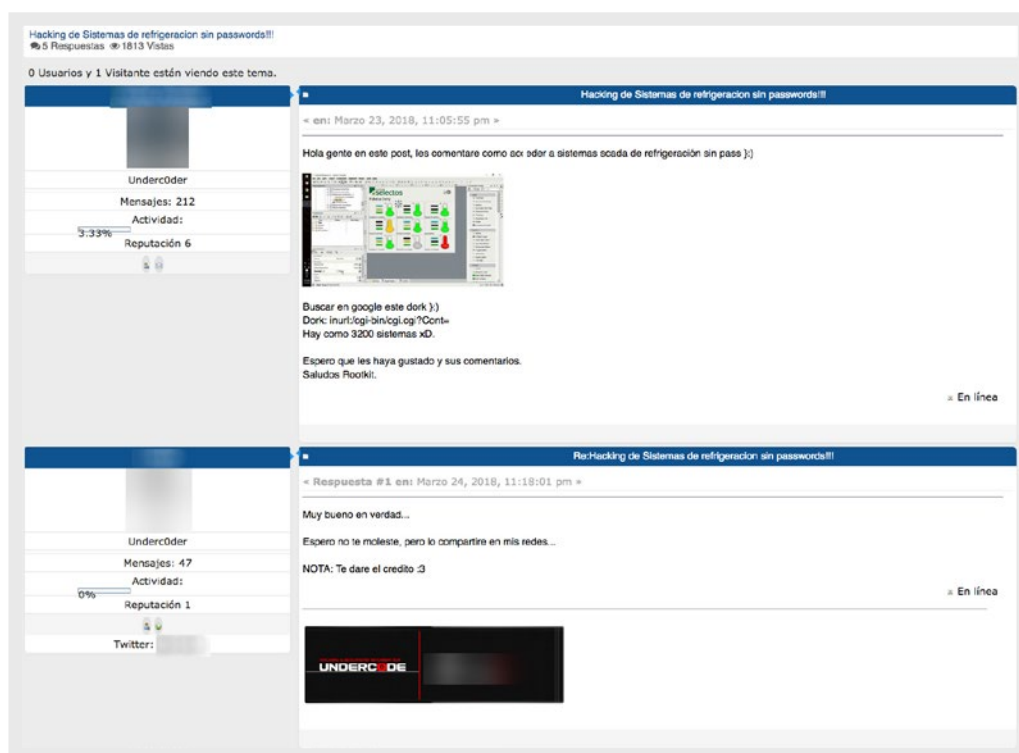 Hacking de Sistemas de refrigeracion sin passwords!!!
5 Respuestas 1813 Vistas
0 Usuarios y 1 Visitante están viendo este tema.
Hacking de Sistemas de refrigeracion sin passwords!!!
« en: Marzo 23, 2018, 11:05:55 pm »
Hola gente en este post, les comentare como acceder a sistemas scada de refrigeración sin pass }:)
Underc0der
Mensajes: 212
Actividad:
3.33%
Reputación 6
selectos
Buscar en google este dork }:)
Dork: inurl:/cgi-bin/cgi.cgi?Cont=
Hay como 3200 sistemas xD.
Espero que les haya gustado y sus comentarios.
Saludos Rootkit.
En línea
Re:Hacking de Sistemas de refrigeracion sin passwords!!!
« Respuesta #1 en: Marzo 24, 2018, 11:18:01 pm »
Muy bueno en verdad...
Underc0der
Espero no te moleste, pero lo compartire en mis redes...
Mensajes: 47
NOTA: Te dare el credito :3
Actividad:
0%
Reputación 1
En línea
Twitter:
UNDERC0DE